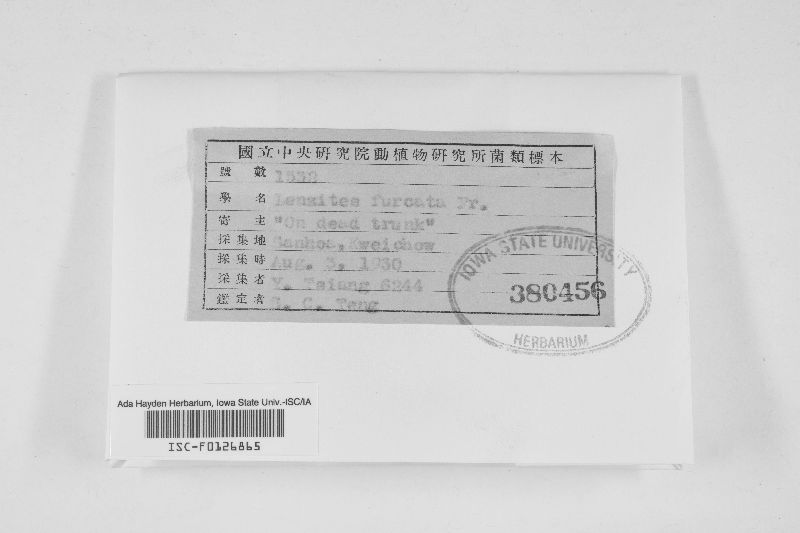 國立中央研究院動植物研究所菌類標本
號數 1532
學名 Lenzites furcata Fr.
寄主 "On dead trunk"
採集地 Sanhoa, Kweichow
採集時 Aug. 3, 1930
採集者 Y. Tsiang 6244
鑑定者 S. C. Teng
IOWA STATE UNIVERSITY
380456
HERBARIUM
Ada Hayden Herbarium, Iowa State Univ.-ISC/IA
ISC-F0126865